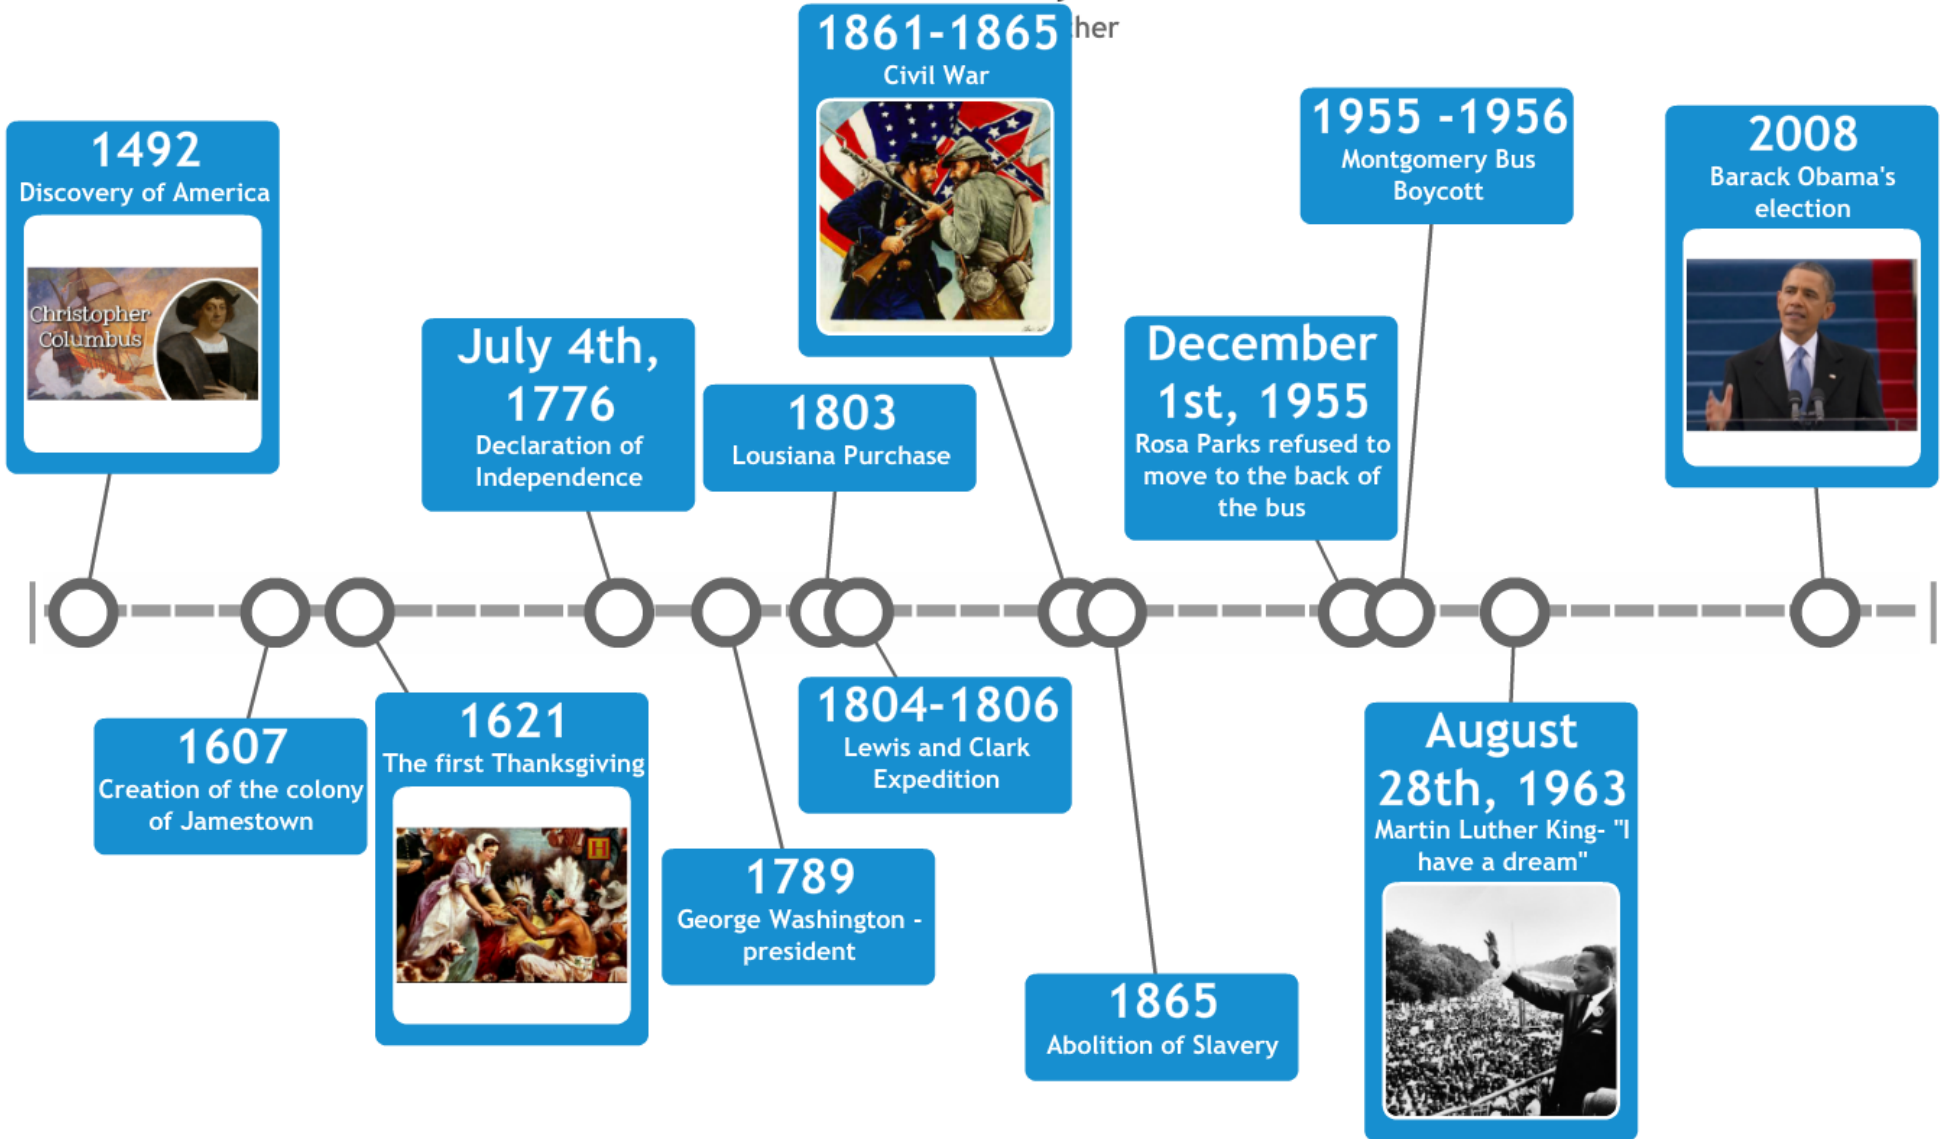 cher
1861-1865
Civil War
1955 -1956
Montgomery Bus
Boycott
2008
Barack Obama's
election
1492
Discovery of America
Christopher
Columbus
July 4th,
1776
Declaration of
Independence
1803
Lousiana Purchase
December
1st, 1955
Rosa Parks refused to
move to the back of
the bus
1607
Creation of the colony
of Jamestown
1621
The first Thanksgiving
H
1789
George Washington -
president
1804-1806
Lewis and Clark
Expedition
1865
Abolition of Slavery
August
28th, 1963
Martin Luther King- "I
have a dream"